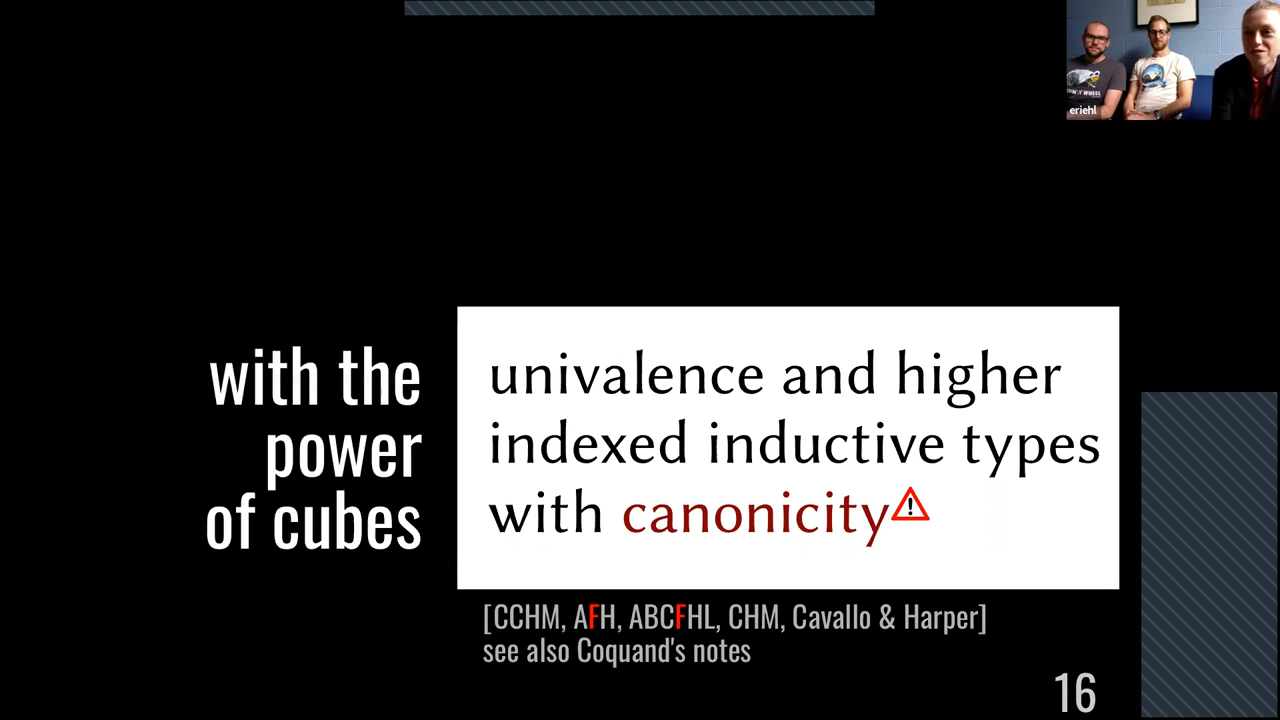 eriehl
with the
power
of cubes
univalence and higher
indexed inductive types
with canonicity
[CCHM, AFH, ABCFHL, CHM, Cavallo & Harper]
see also Coquand's notes
16